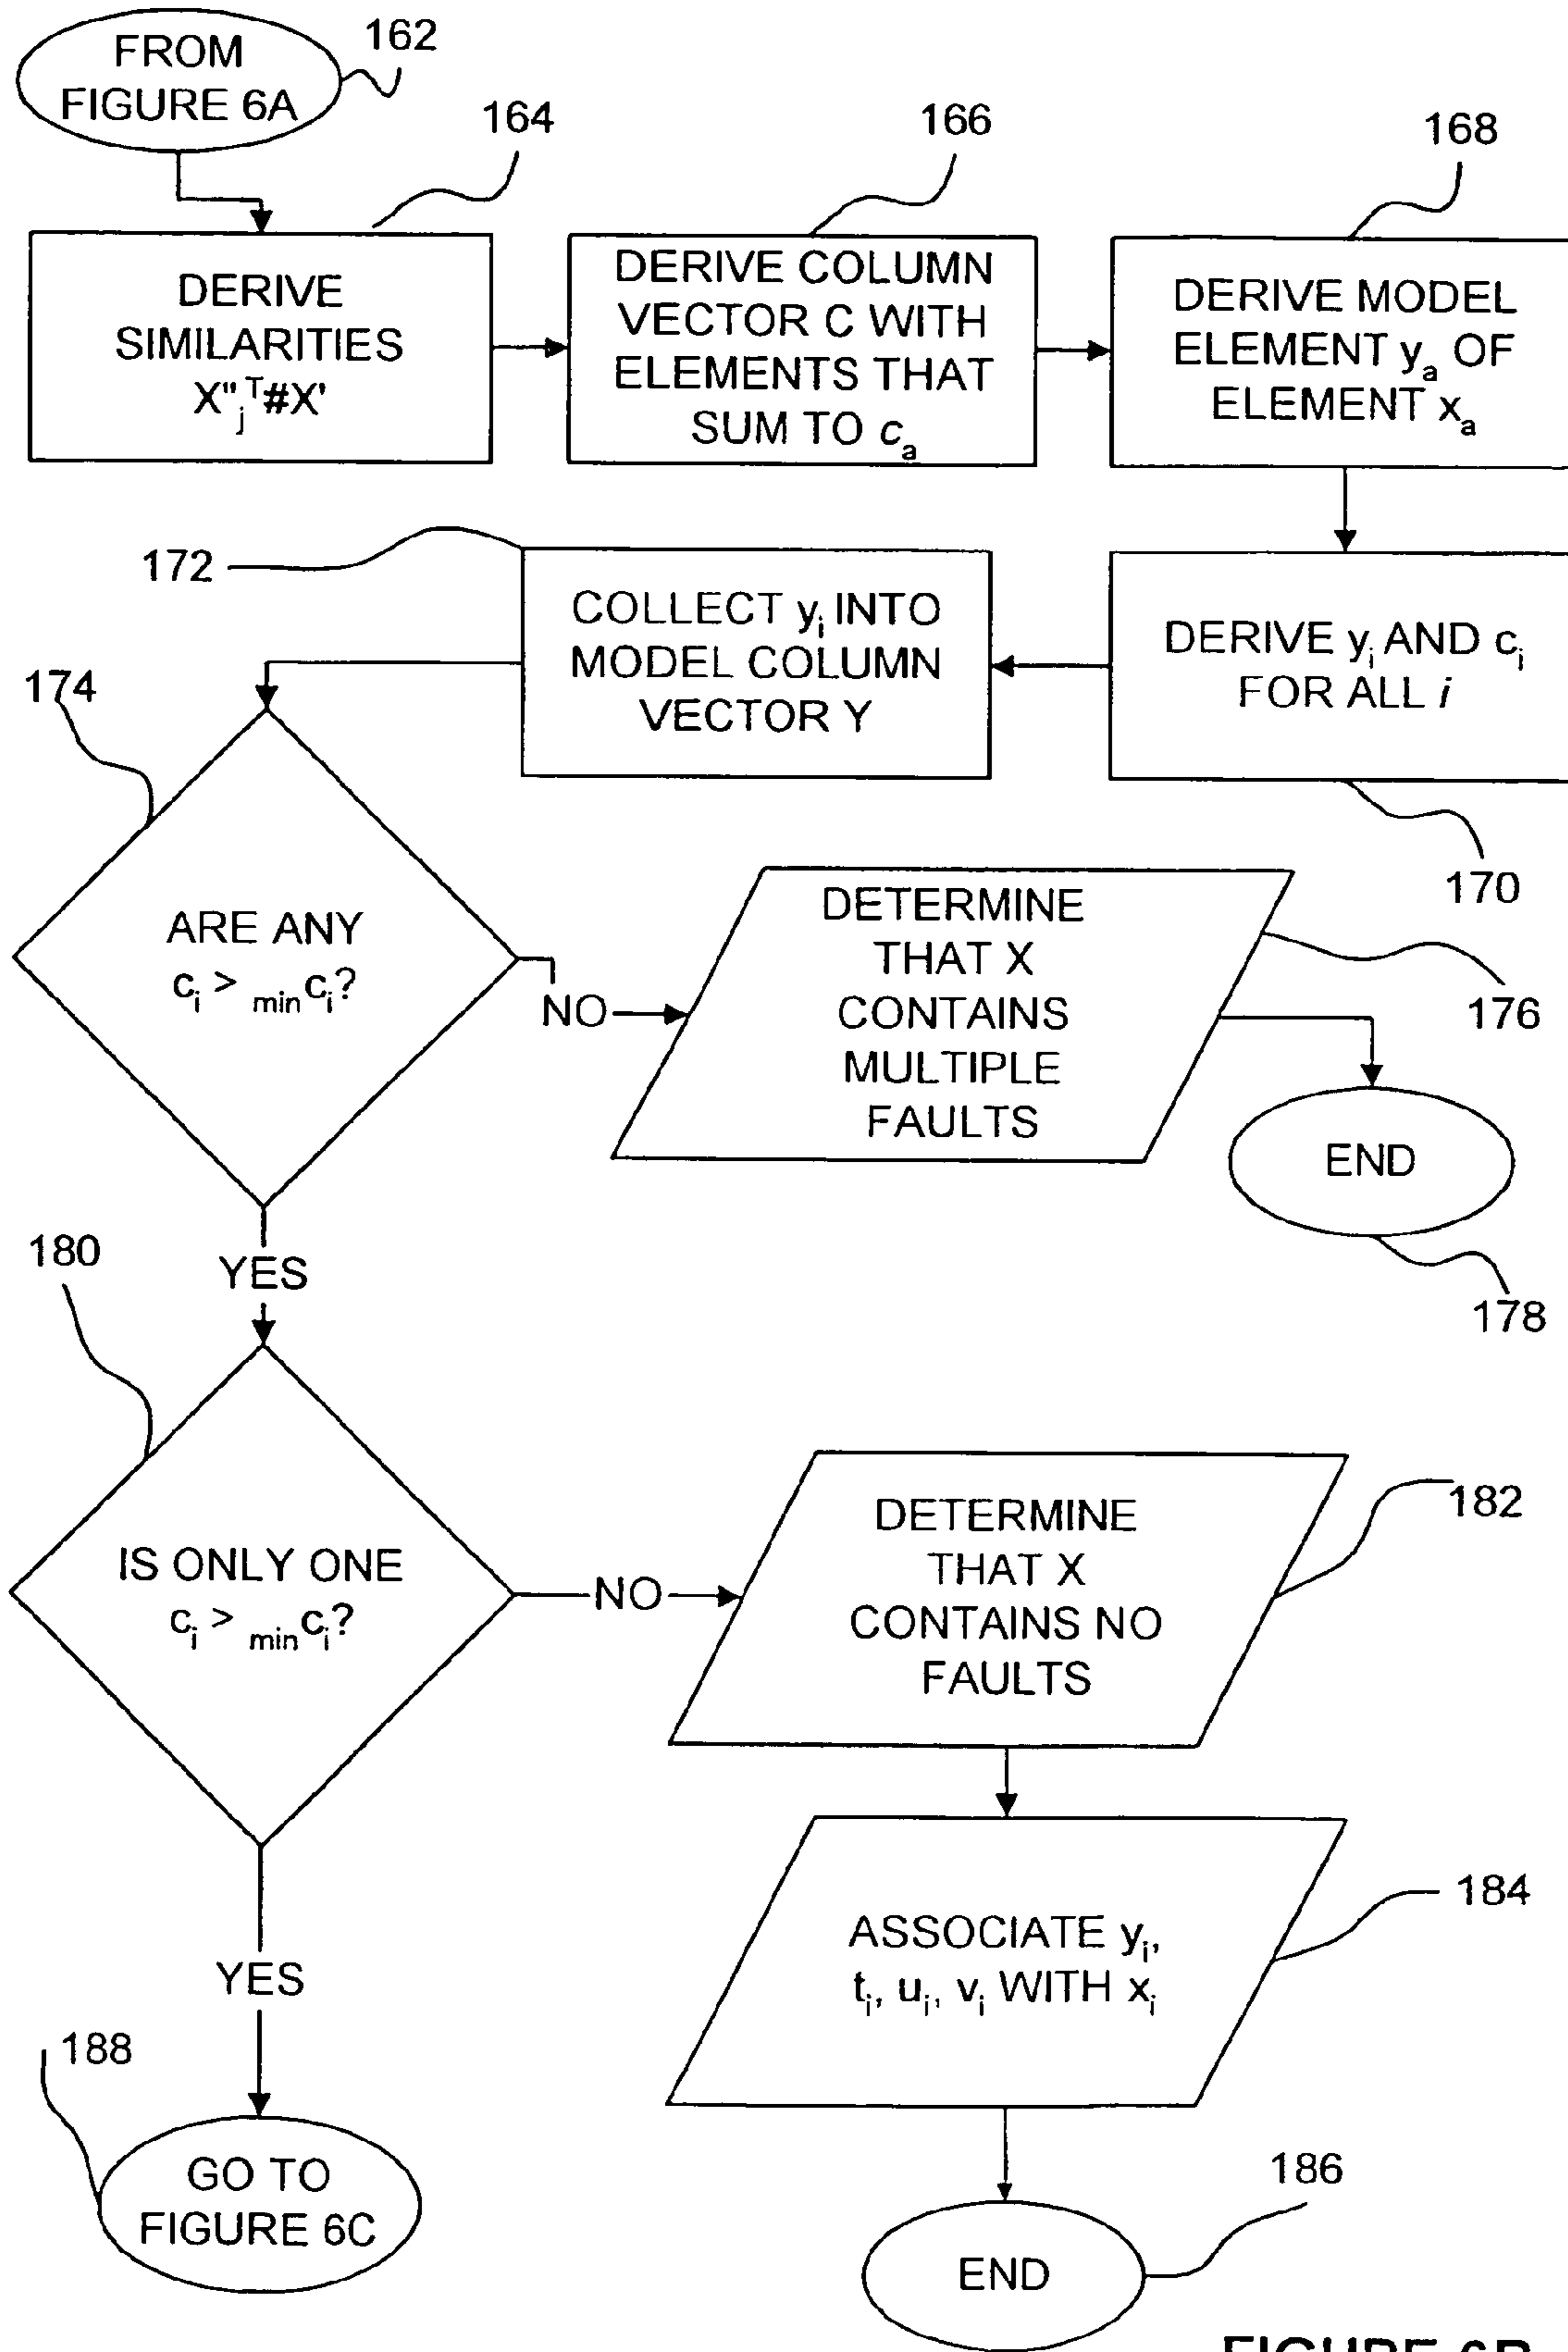 FROM
FIGURE 6A
162
164
DERIVE
SIMILARITIES
X"jT#X'
166
DERIVE COLUMN
VECTOR C WITH
ELEMENTS THAT
SUM TO ca
168
DERIVE MODEL
ELEMENT ya OF
ELEMENT xa
170
DERIVE yi AND ci
FOR ALL i
172
COLLECT yi INTO
MODEL COLUMN
VECTOR Y
174
ARE ANY
ci > minci?
NO
DETERMINE
THAT X
CONTAINS
MULTIPLE
FAULTS
176
END
178
YES
180
IS ONLY ONE
ci > minci?
NO
DETERMINE
THAT X
CONTAINS NO
FAULTS
182
ASSOCIATE yi,
ti, ui, vi WITH xi
184
END
186
YES
188
GO TO
FIGURE 6C
FIGURE 6B